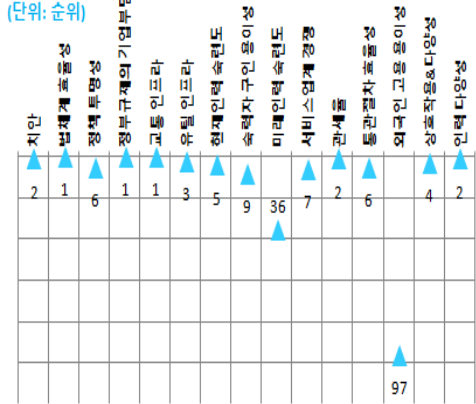 (단위: 순위)
치안
법체계 효율성
정책 투명성
정부규제의 기업부담
교통 인프라
유틸 인프라
현재인력 숙련도
숙력자 구인 용이성
미래인력 숙련도
서비스업계 경쟁
관세율
통관절차 효율성
외국인 고용 용이성
상호작용&다양성
인력 다양성
2
1
6
1
1
3
5
9
36
7
2
6
97
4
2